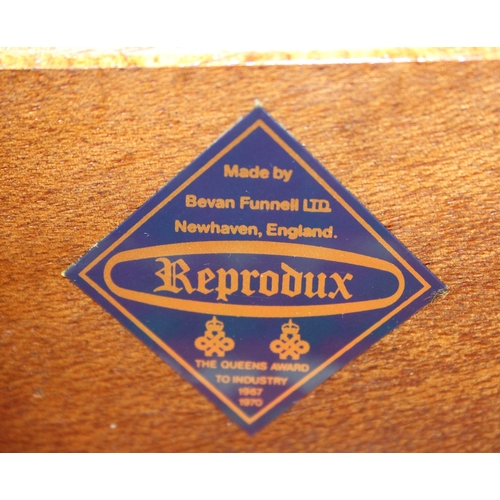 Made by
Bevan Funnell LTD.
Newhaven, England.
Reprodux
THE QUEENS AWARD
TO INDUSTRY
1967
1970